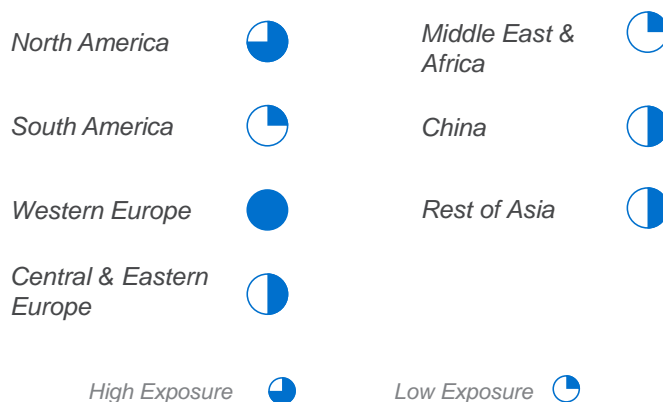 North America
South America
Western Europe
Central & Eastern
Europe
Middle East &
Africa
China
Rest of Asia
High Exposure
Low Exposure